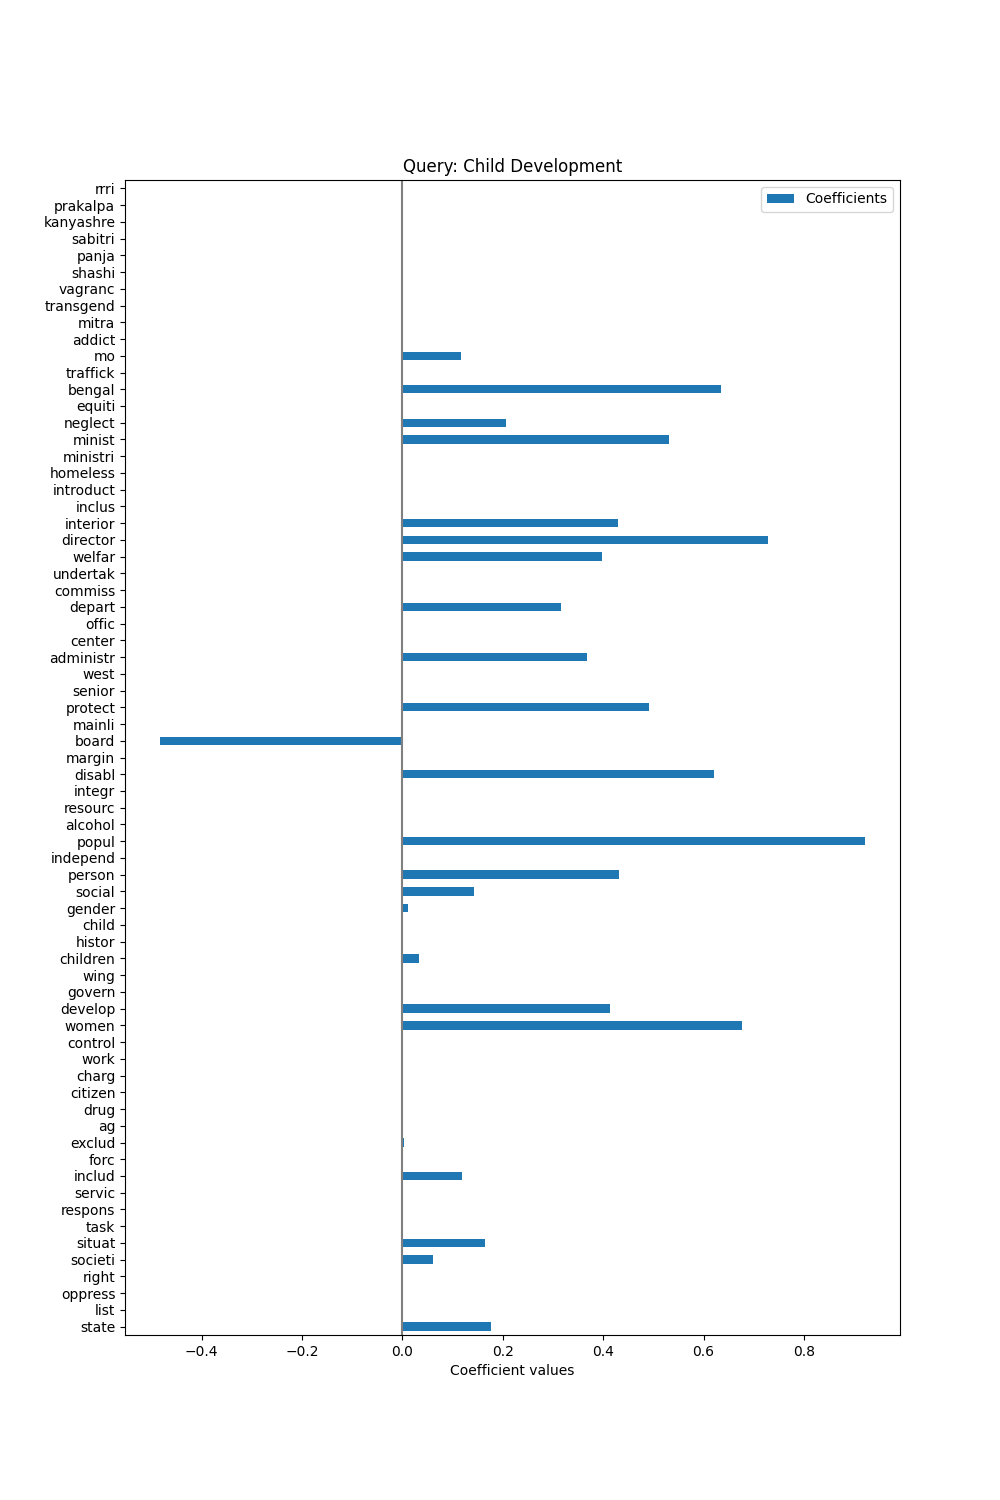 Query: Child Development
Coefficients
rrri
prakalpa
kanyashre
sabitri
panja
shashi
vagranc
transgend
mitra
addict
mo
traffick
bengal
equiti
neglect
minist
ministri
homeless
introduct
inclus
interior
director
welfar
undertak
commiss
depart
offic
center
administr
west
senior
protect
mainli
board
margin
disabl
integr
resourc
alcohol
popul
independ
person
social
gender
child
histor
children
wing
govern
develop
women
control
work
charg
citizen
drug
ag
exclud
forc
includ
servic
respons
task
situat
societi
right
oppress
list
state
−0.4 −0.2 0.0 0.2 0.4 0.6 0.8
Coefficient values